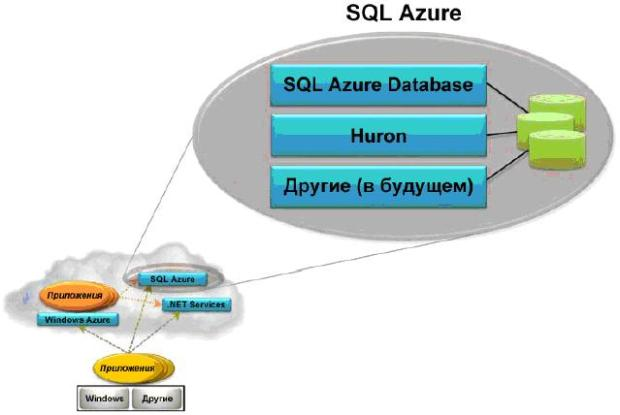 SQL Azure
SQL Azure Database
Huron
Другие (в будущем)
SQL Azure
Приложения
.NET Services
Windows Azure
Приложения
Windows
Другие